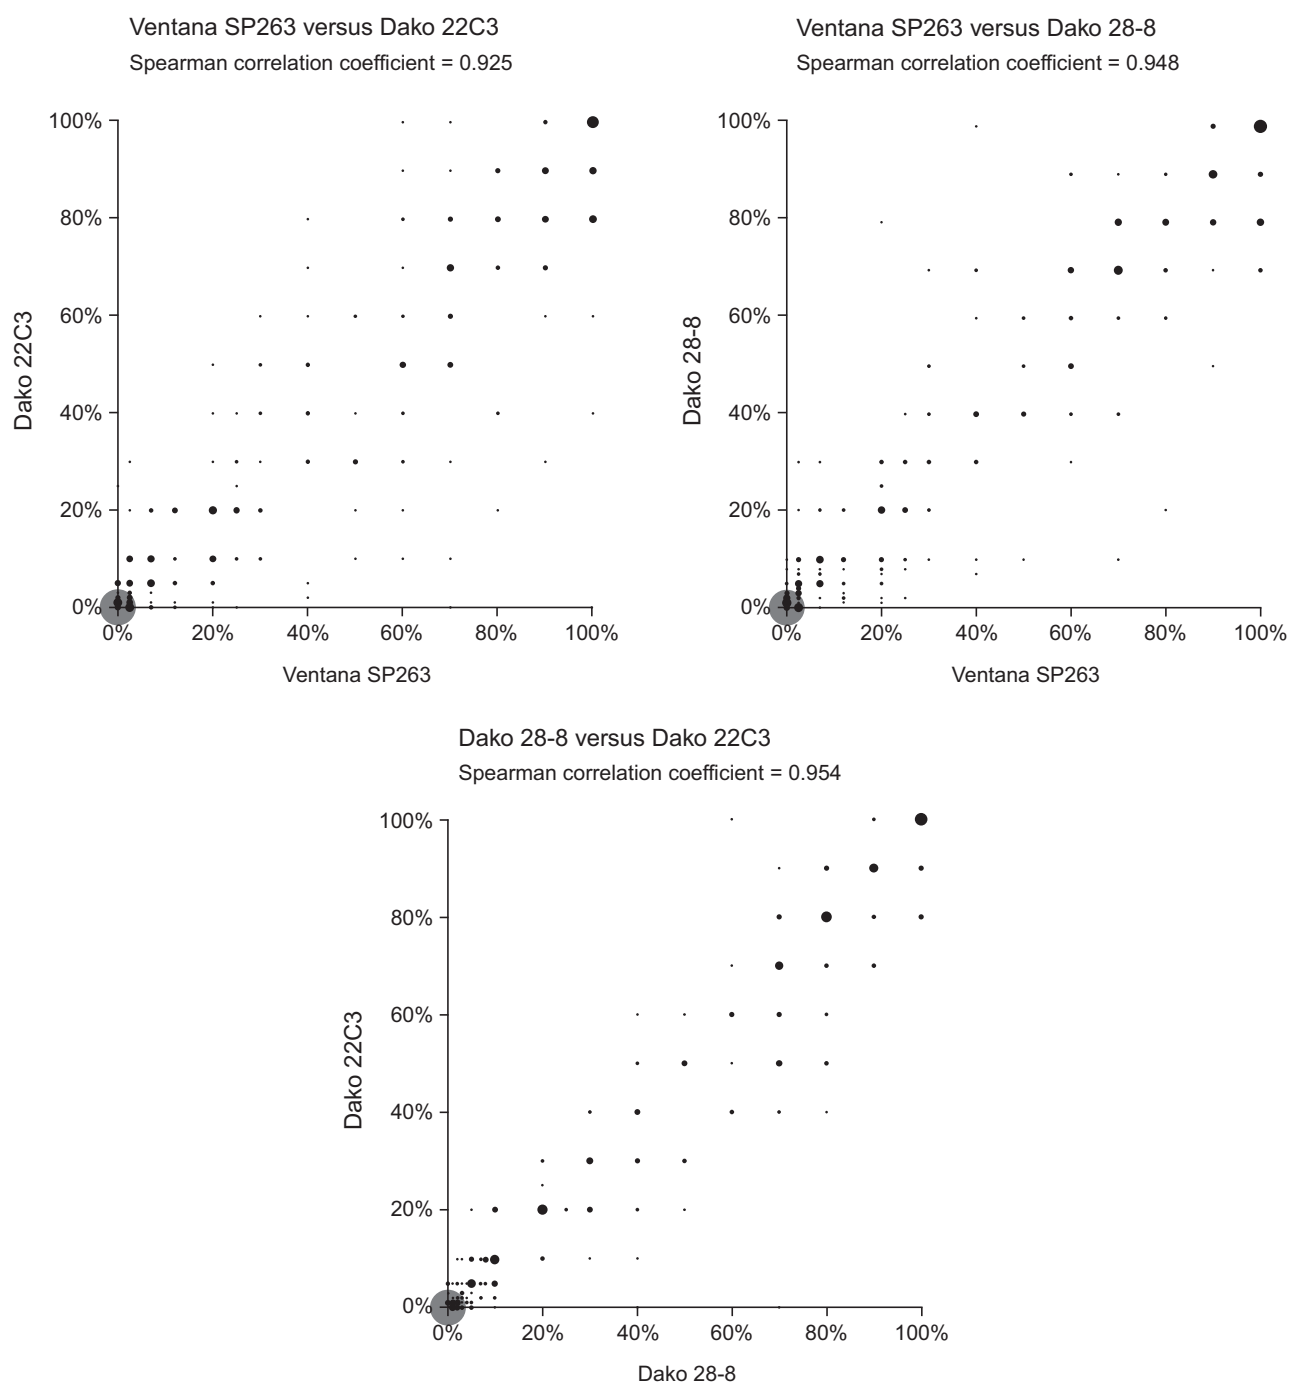 Ventana SP263 versus Dako 22C3
Spearman correlation coefficient = 0.925
100%
80%
60%
40%
20%
0%
Dako 22C3
0% 20% 40% 60% 80% 100%
Ventana SP263
Ventana SP263 versus Dako 28-8
Spearman correlation coefficient = 0.948
100%
80%
60%
40%
20%
0%
Dako 28-8
0% 20% 40% 60% 80% 100%
Ventana SP263
Dako 28-8 versus Dako 22C3
Spearman correlation coefficient = 0.954
100%
80%
60%
40%
20%
0%
Dako 22C3
0% 20% 40% 60% 80% 100%
Dako 28-8